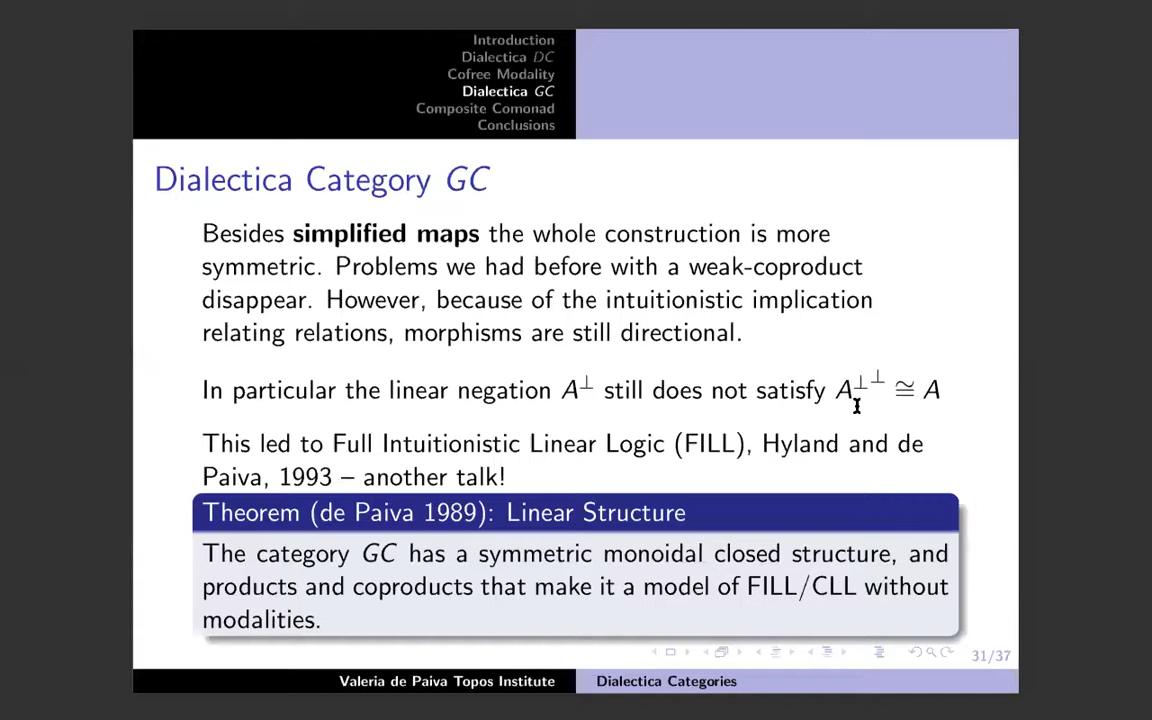 Introduction
Dialectica DC
Cofree Modality
Dialectica GC
Composite Comonad
Conclusions
Dialectica Category GC
Besides simplified maps the whole construction is more
symmetric. Problems we had before with a weak-coproduct
disappear. However, because of the intuitionistic implication
relating relations, morphisms are still directional.
In particular the linear negation A⊥ still does not satisfy A⊥⊥ ≅ A
This led to Full Intuitionistic Linear Logic (FILL), Hyland and de
Paiva, 1993 – another talk!
Theorem (de Paiva 1989): Linear Structure
The category GC has a symmetric monoidal closed structure, and
products and coproducts that make it a model of FILL/CLL without
modalities.
31/37
Valeria de Paiva Topos Institute
Dialectica Categories